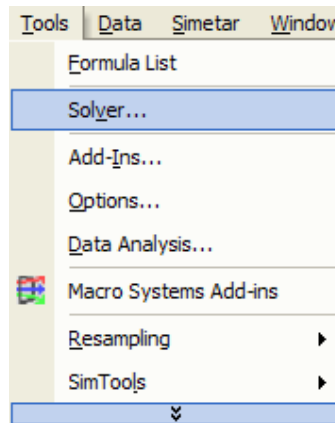 Tools Data Simetar Window
Formula List
Solver...
Add-Ins...
Options...
Data Analysis...
Macro Systems Add-ins
Resampling
SimTools